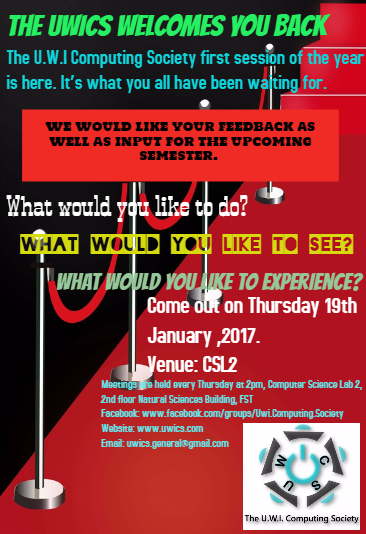 THE UWICS WELCOMES YOU BACK
The U.W.I Computing Society first session of the year
is here. It's what you all have been waiting for.
WE WOULD LIKE YOUR FEEDBACK AS
WELL AS INPUT FOR THE UPCOMING
SEMESTER.
What would you like to do?
WHAT WOULD YOU LIKE TO SEE?
WHAT WOULD YOU LIKE TO EXPERIENCE?
Come out on Thursday 19th
January ,2017.
Venue: CSL2
Meetings are held every Thursday at 2pm, Computer Science Lab 2,
2nd floor Natural Sciences Building, FST
Facebook: www.facebook.com/groups/Uwi.Computing.Society
Website: www.uwics.com
Email: uwics.general@gmail.com
U W I C S
The U.W.I. Computing Society